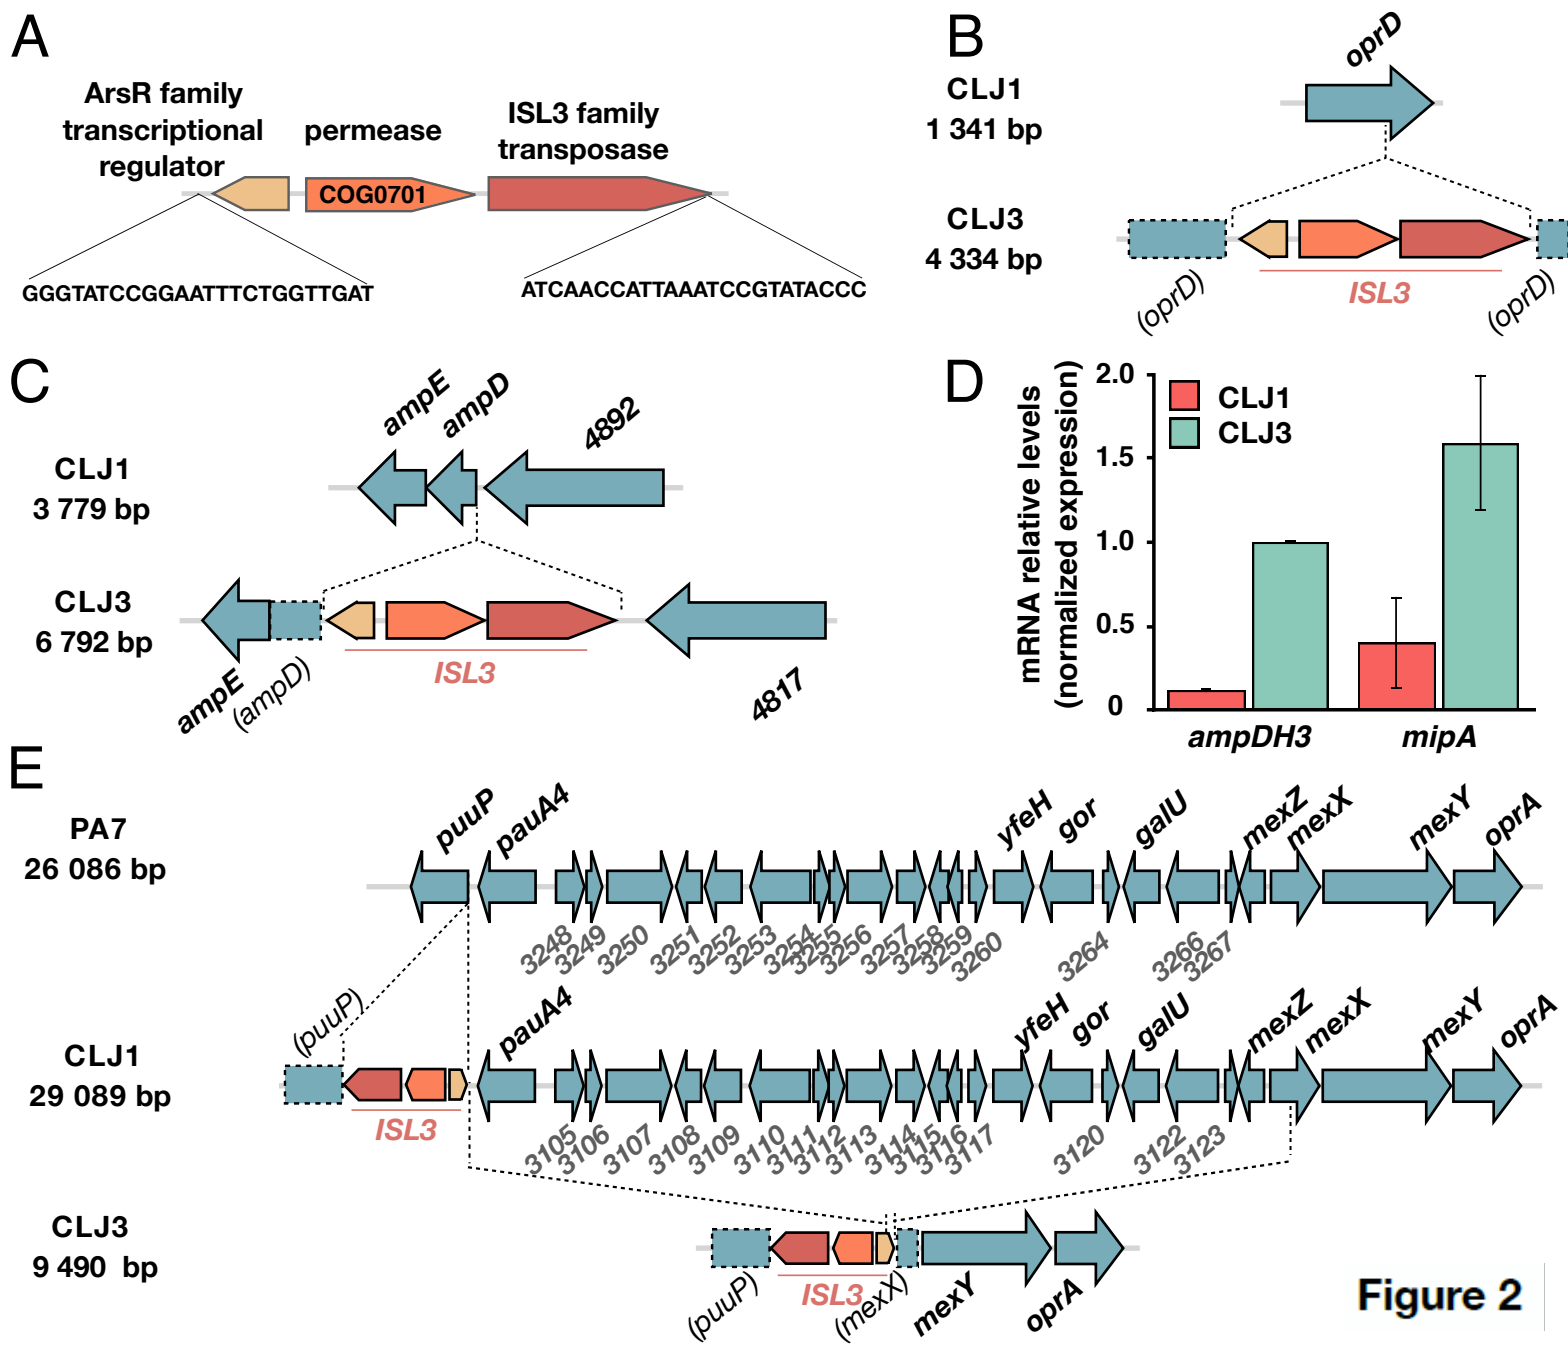 A
ArsR family
transcriptional
regulator
permease
ISL3 family
transposase
COG0701
GGGTATCCGGAATTTCTGGTTGAT
ATCAACCATTAAATCCGTATACCC
B
oprD
CLJ1
1 341 bp
CLJ3
4 334 bp
(oprD)
ISL3
(oprD)
C
ampE
ampD
4892
CLJ1
3 779 bp
CLJ3
6 792 bp
ampE
(ampD)
ISL3
4817
D
mRNA relative levels
(normalized expression)
2.0
1.5
1.0
0.5
0
CLJ1
CLJ3
ampDH3
mipA
E
PA7
26 086 bp
puuP
pauA4
yfeH
gor
galU
mexZ
mexX
mexY
oprA
3248
3249
3250
3251
3252
3253
3254
3255
3256
3257
3258
3259
3260
3264
3266
3267
CLJ1
29 089 bp
(puuP)
ISL3
pauA4
yfeH
gor
galU
mexZ
mexX
mexY
oprA
3105
3106
3107
3108
3109
3110
3111
3112
3113
3114
3115
3116
3117
3120
3122
3123
CLJ3
9 490 bp
(puuP)
ISL3
(mexX)
mexY
oprA
Figure 2